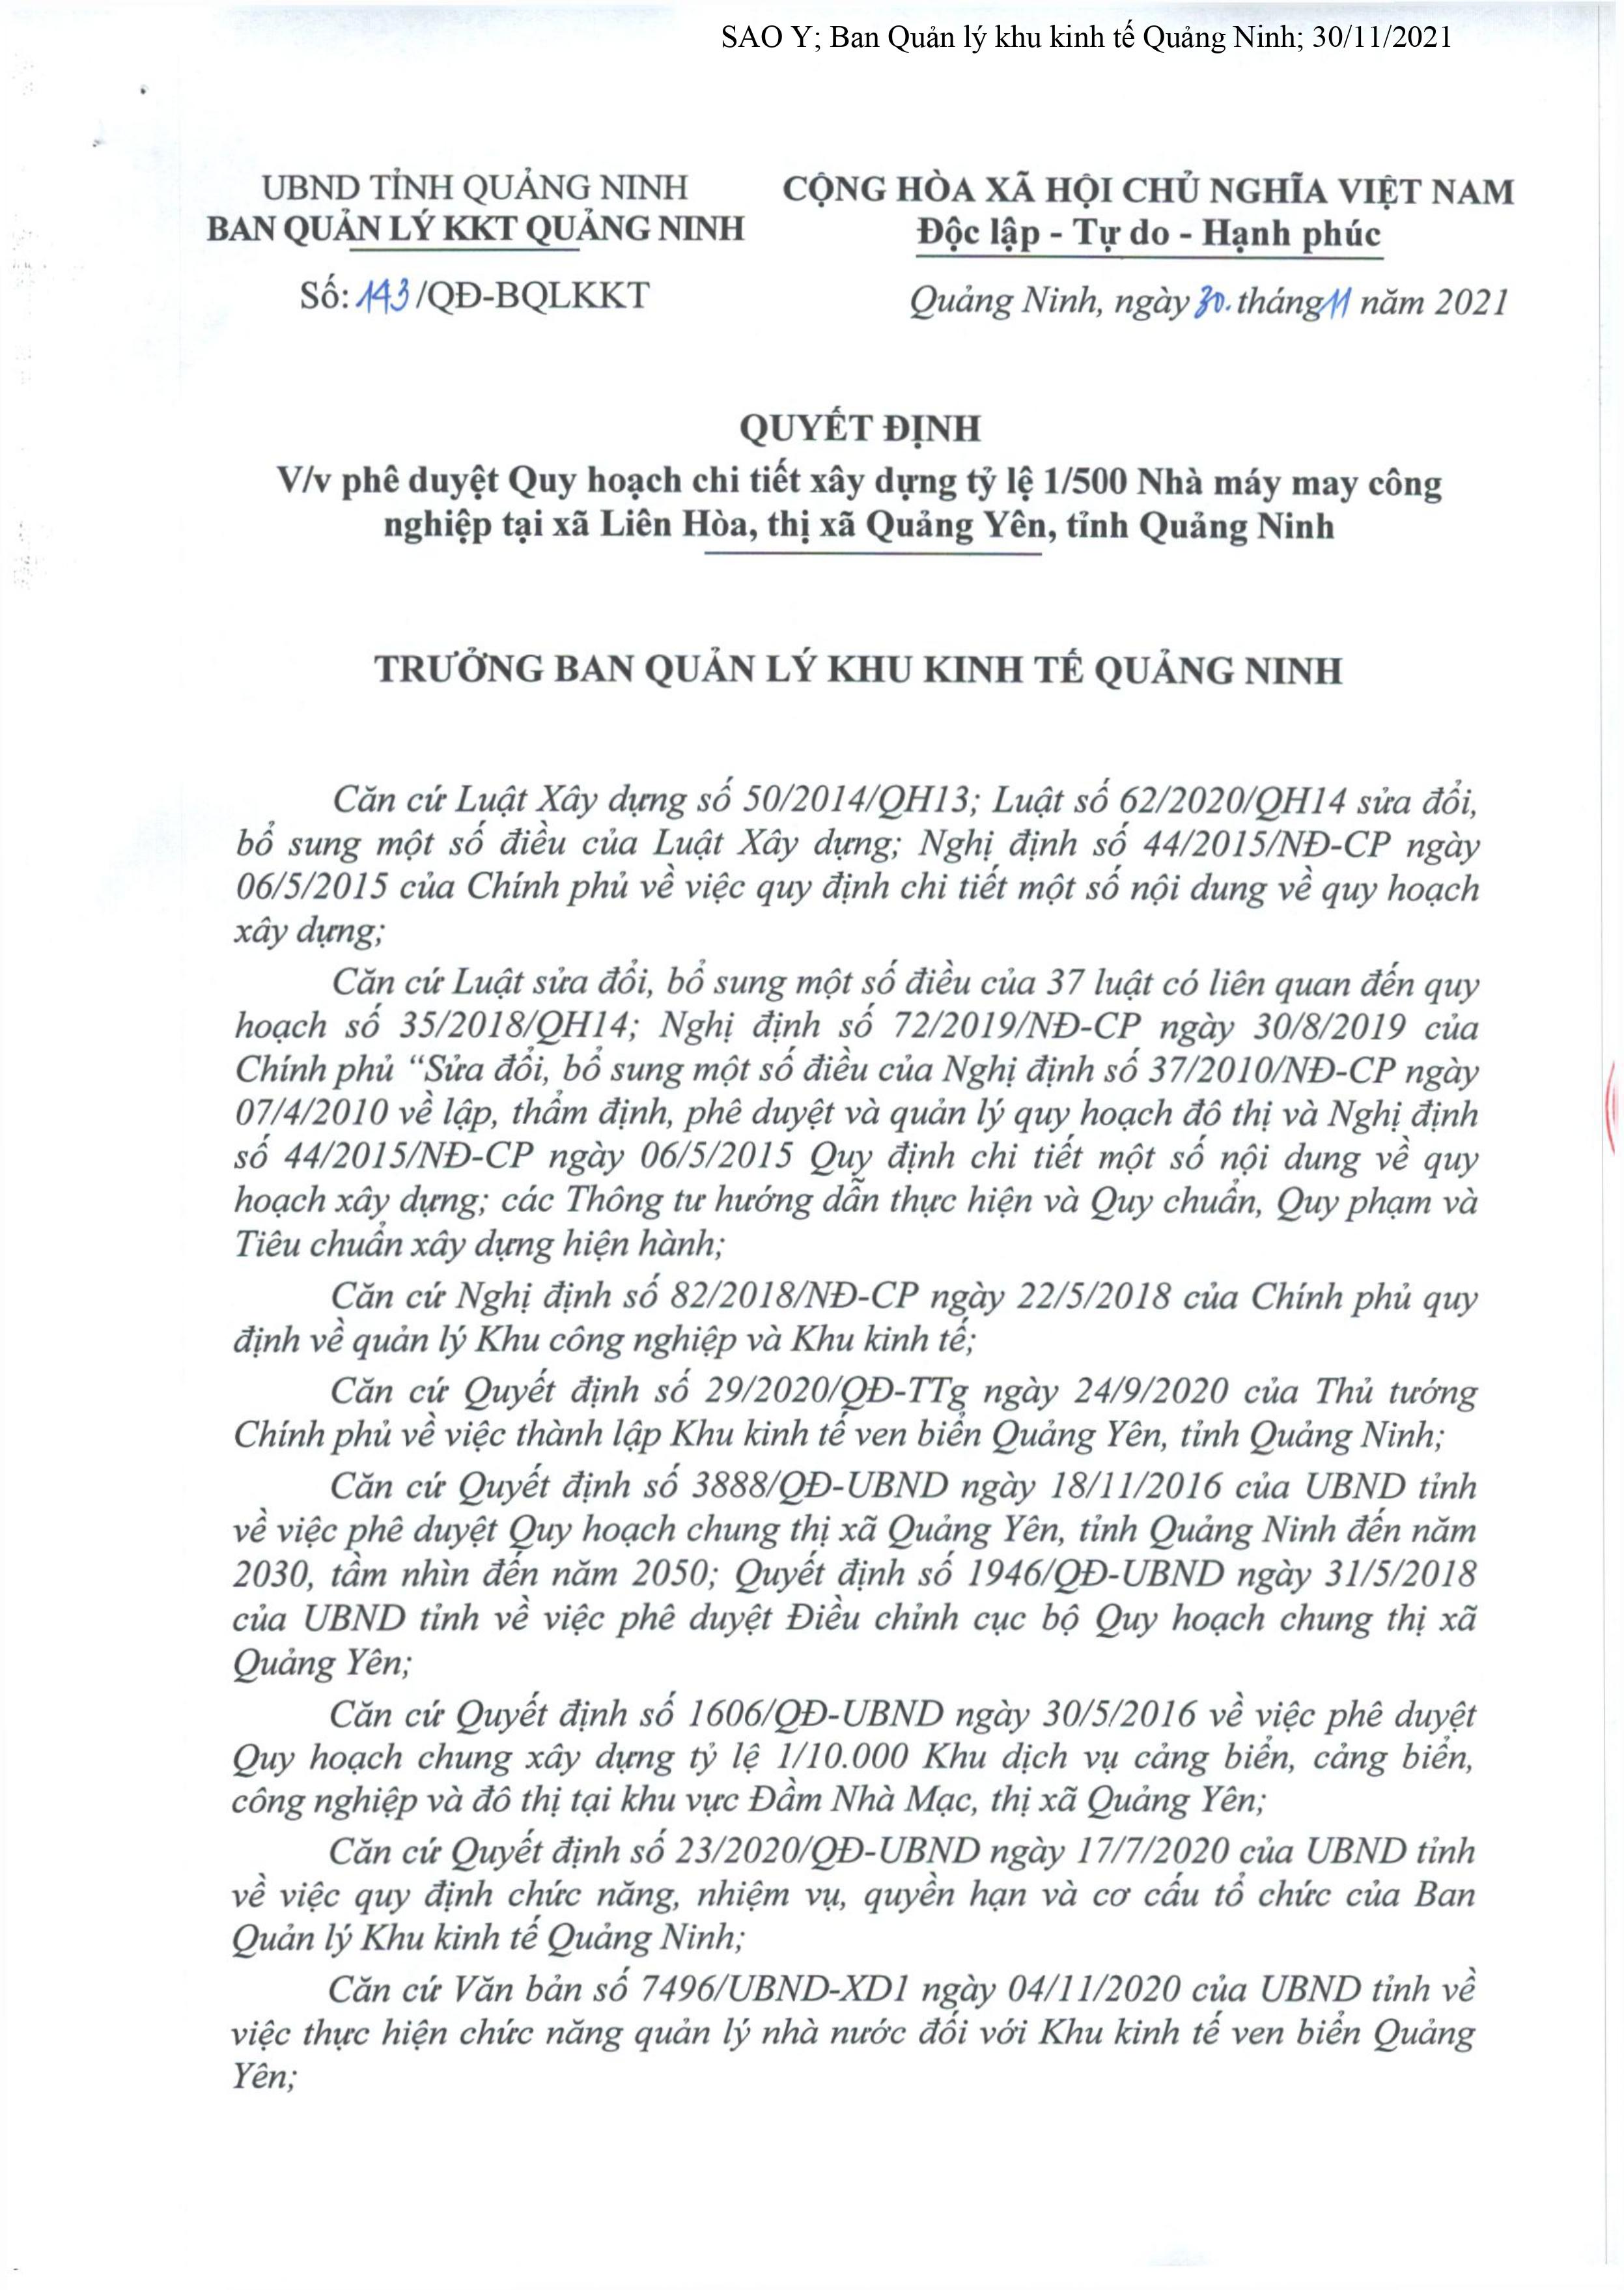 SAO Y; Ban Quản lý khu kinh tế Quảng Ninh; 30/11/2021
UBND TỈNH QUẢNG NINH
BAN QUẢN LÝ KKT QUẢNG NINH
Số: 143/QĐ-BQLKKT
CỘNG HÒA XÃ HỘI CHỦ NGHĨA VIỆT NAM
Độc lập - Tự do - Hạnh phúc
Quảng Ninh, ngày 30. tháng 11 năm 2021
QUYẾT ĐỊNH
V/v phê duyệt Quy hoạch chi tiết xây dựng tỷ lệ 1/500 Nhà máy may công
nghiệp tại xã Liên Hòa, thị xã Quảng Yên, tỉnh Quảng Ninh
TRƯỞNG BAN QUẢN LÝ KHU KINH TẾ QUẢNG NINH
Căn cứ Luật Xây dựng số 50/2014/QH13; Luật số 62/2020/QH14 sửa đổi,
bổ sung một số điều của Luật Xây dựng; Nghị định số 44/2015/NĐ-CP ngày
06/5/2015 của Chính phủ về việc quy định chi tiết một số nội dung về quy hoạch
xây dựng;
Căn cứ Luật sửa đổi, bổ sung một số điều của 37 luật có liên quan đến quy
hoạch số 35/2018/QH14; Nghị định số 72/2019/NĐ-CP ngày 30/8/2019 của
Chính phủ “Sửa đổi, bổ sung một số điều của Nghị định số 37/2010/NĐ-CP ngày
07/4/2010 về lập, thẩm định, phê duyệt và quản lý quy hoạch đô thị và Nghị định
số 44/2015/NĐ-CP ngày 06/5/2015 Quy định chi tiết một số nội dung về quy
hoạch xây dựng; các Thông tư hướng dẫn thực hiện và Quy chuẩn, Quy phạm và
Tiêu chuẩn xây dựng hiện hành;
Căn cứ Nghị định số 82/2018/NĐ-CP ngày 22/5/2018 của Chính phủ quy
định về quản lý Khu công nghiệp và Khu kinh tế;
Căn cứ Quyết định số 29/2020/QĐ-TTg ngày 24/9/2020 của Thủ tướng
Chính phủ về việc thành lập Khu kinh tế ven biển Quảng Yên, tỉnh Quảng Ninh;
Căn cứ Quyết định số 3888/QĐ-UBND ngày 18/11/2016 của UBND tỉnh
về việc phê duyệt Quy hoạch chung thị xã Quảng Yên, tỉnh Quảng Ninh đến năm
2030, tầm nhìn đến năm 2050; Quyết định số 1946/QĐ-UBND ngày 31/5/2018
của UBND tỉnh về việc phê duyệt Điều chỉnh cục bộ Quy hoạch chung thị xã
Quảng Yên;
Căn cứ Quyết định số 1606/QĐ-UBND ngày 30/5/2016 về việc phê duyệt
Quy hoạch chung xây dựng tỷ lệ 1/10.000 Khu dịch vụ cảng biển, cảng biển,
công nghiệp và đô thị tại khu vực Đầm Nhà Mạc, thị xã Quảng Yên;
Căn cứ Quyết định số 23/2020/QĐ-UBND ngày 17/7/2020 của UBND tỉnh
về việc quy định chức năng, nhiệm vụ, quyền hạn và cơ cấu tổ chức của Ban
Quản lý Khu kinh tế Quảng Ninh;
Căn cứ Văn bản số 7496/UBND-XD1 ngày 04/11/2020 của UBND tỉnh về
việc thực hiện chức năng quản lý nhà nước đối với Khu kinh tế ven biển Quảng
Yên;